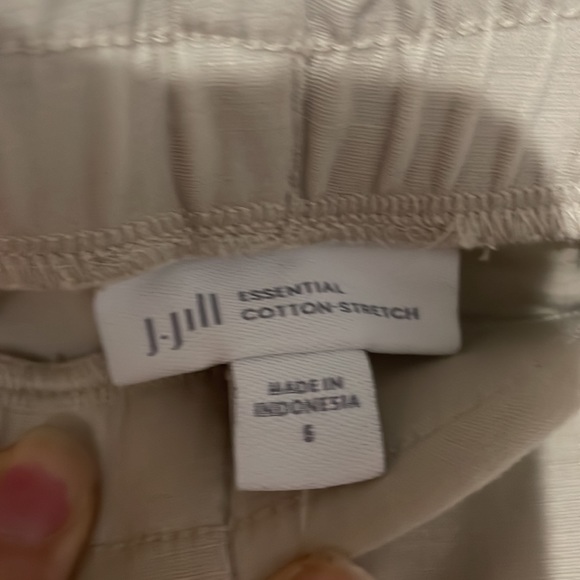 J.Jill
ESSENTIAL
COTTON-STRETCH
MADE IN
INDONESIA